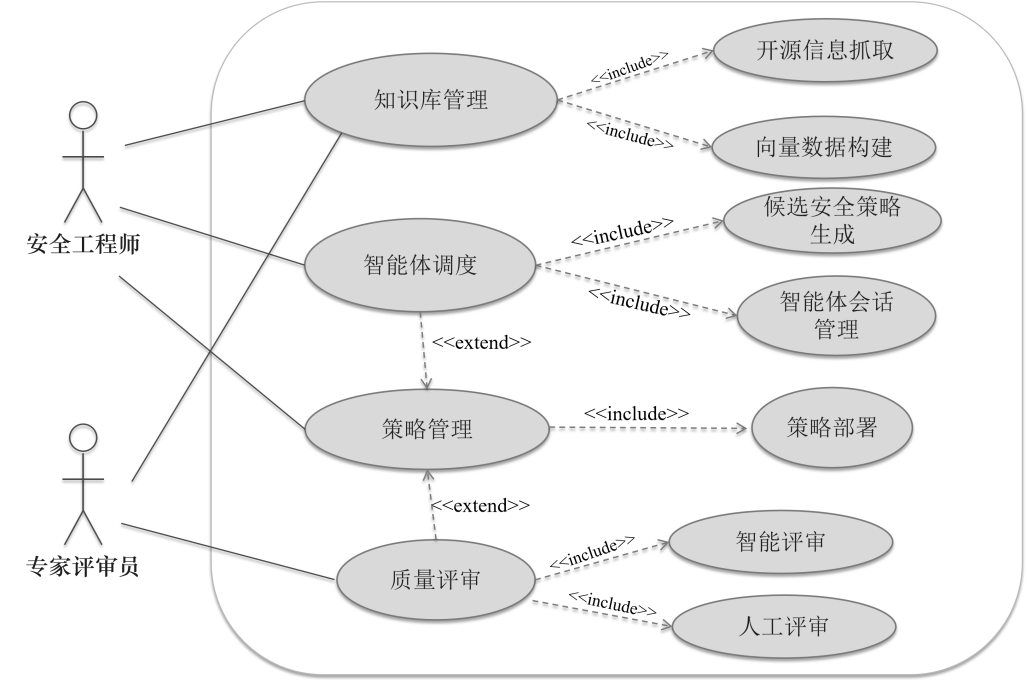 开源信息抓取
<<include>>
知识库管理
<<include>>
向量数据构建
安全工程师
候选安全策略
生成
<<include>>
智能体调度
<<include>>
智能体会话
管理
<<extend>>
策略管理
<<include>>
策略部署
<<extend>>
专家评审员
质量评审
<<include>>
智能评审
<<include>>
人工评审